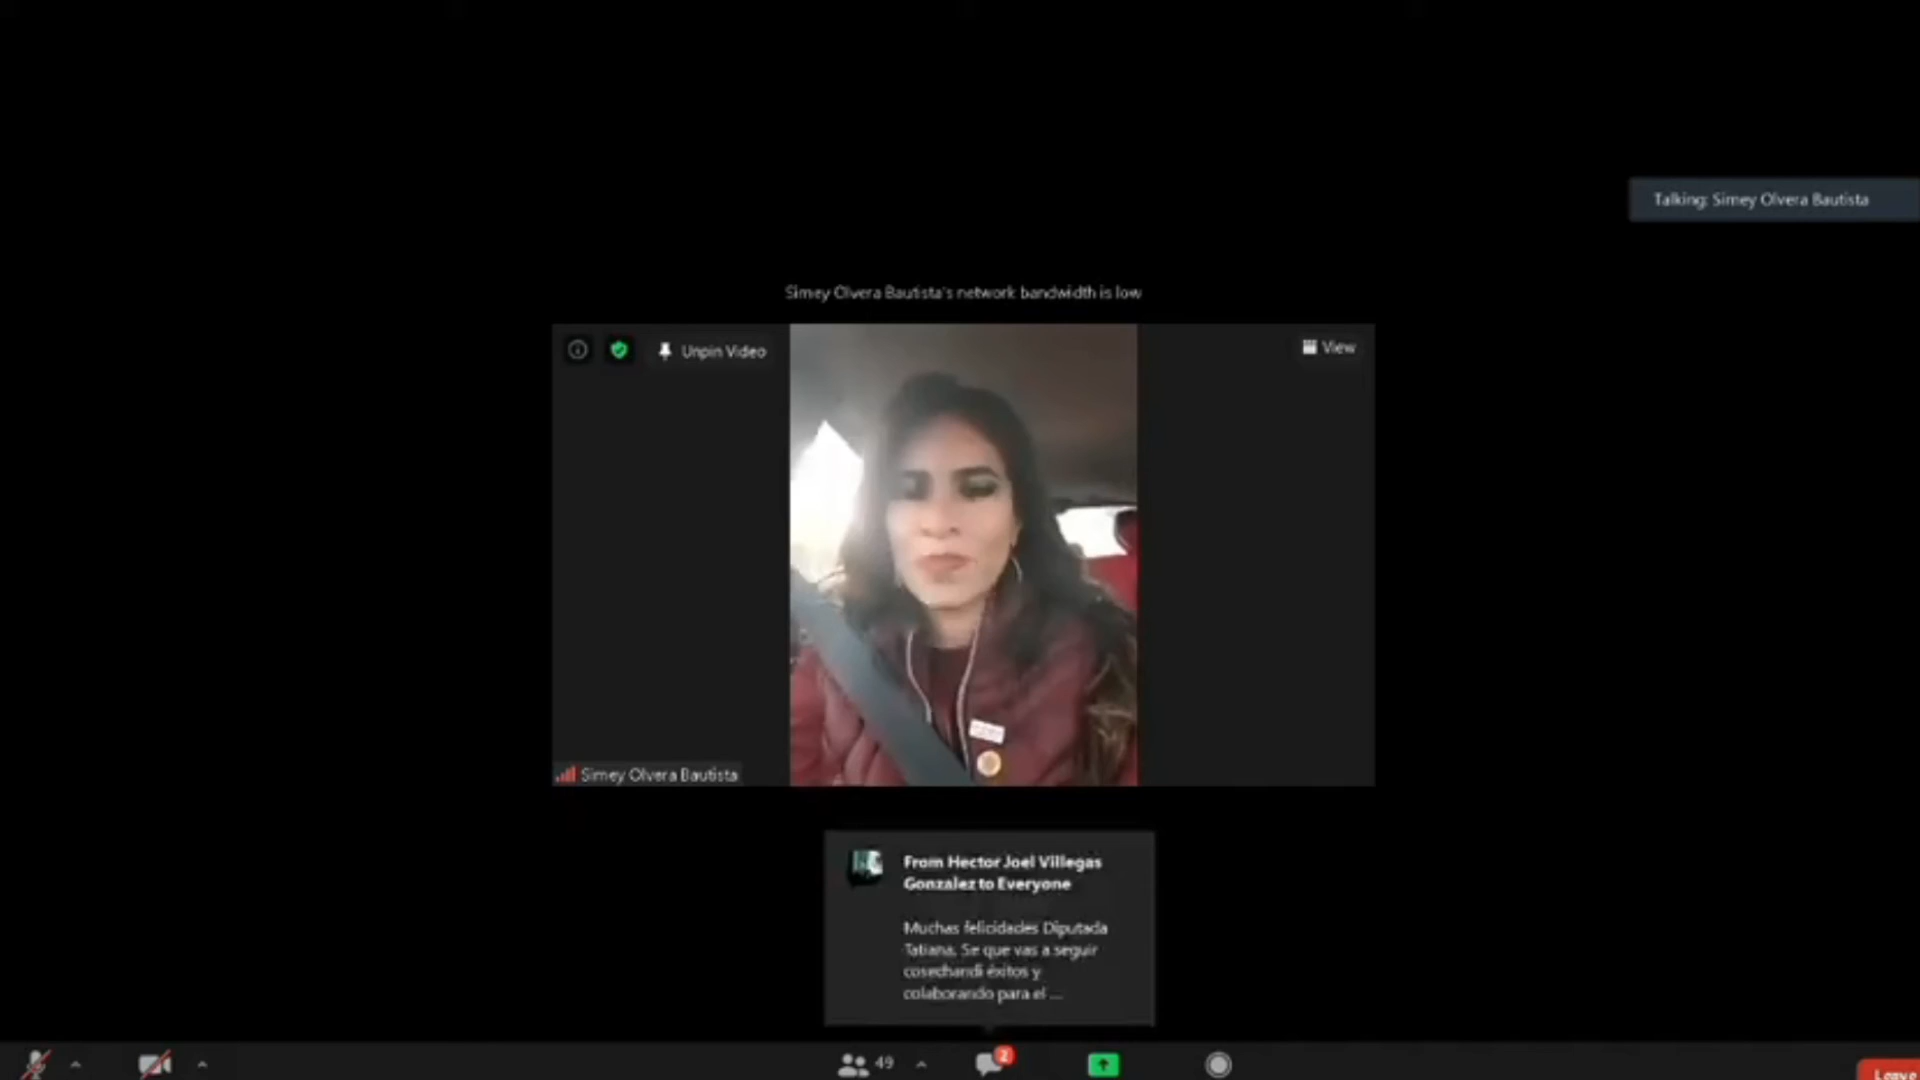 Talking: Simey Olvera Bautista
Simey Olvera Bautista's network bandwidth is low
Unpin Video
View
Simey Olvera Bautista
From Hector Joel Villegas
Gonzalez to Everyone
Muchas felicidades Diputada
Tatiana. Se que vas a seguir
cosechandi éxitos y
colaborando para el ...
49
2
Leave